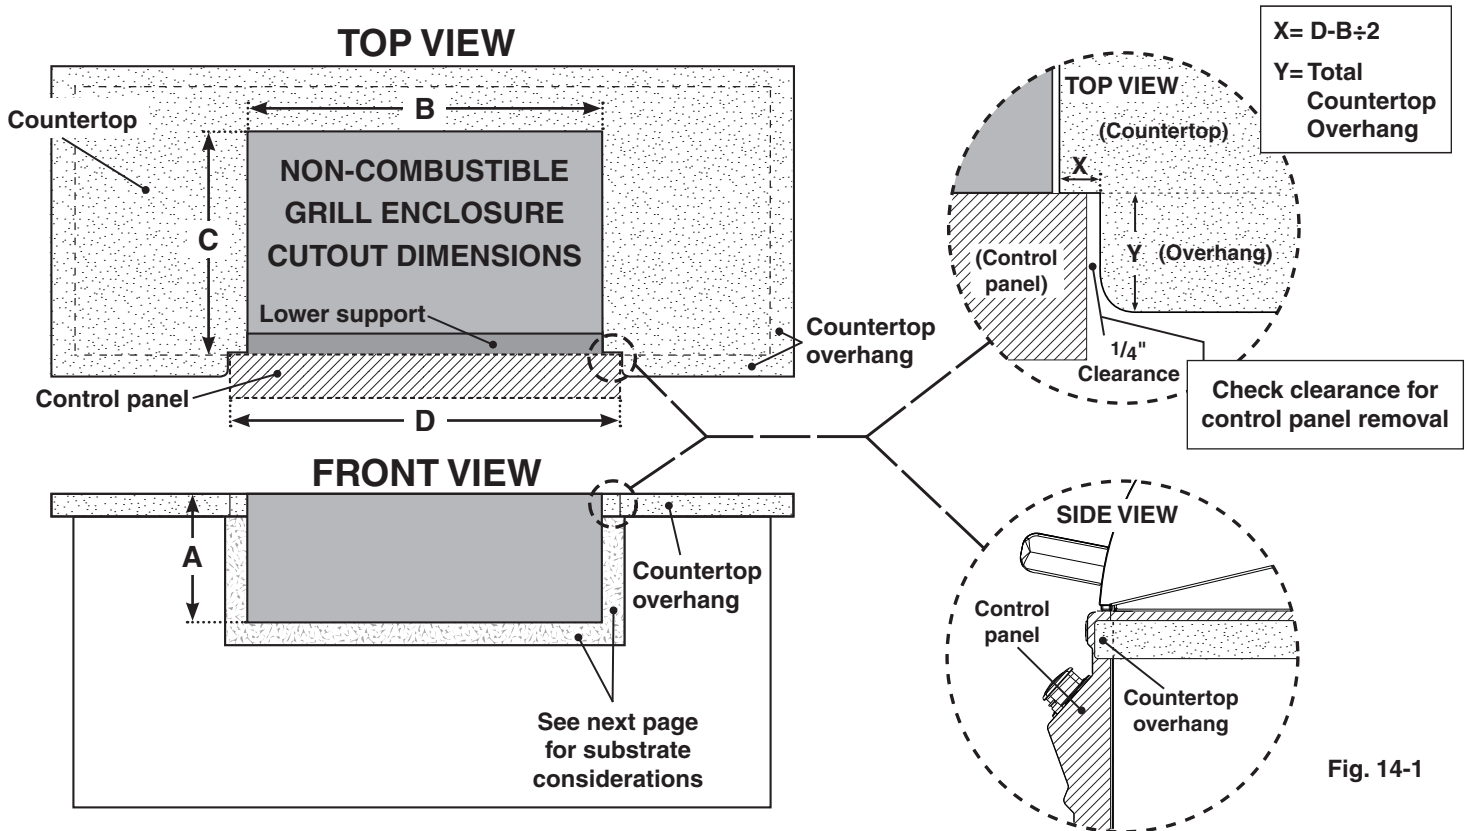 TOP VIEW
Countertop
B
NON-COMBUSTIBLE
GRILL ENCLOSURE
CUTOUT DIMENSIONS
C
Lower support
Countertop
overhang
Control panel
D
X= D-B÷2
Y= Total
Countertop
Overhang
TOP VIEW
(Countertop)
X
(Control
panel)
Y
(Overhang)
1/4"
Clearance
Check clearance for
control panel removal
FRONT VIEW
A
Countertop
overhang
See next page
for substrate
considerations
SIDE VIEW
Control
panel
Countertop
overhang
Fig. 14-1